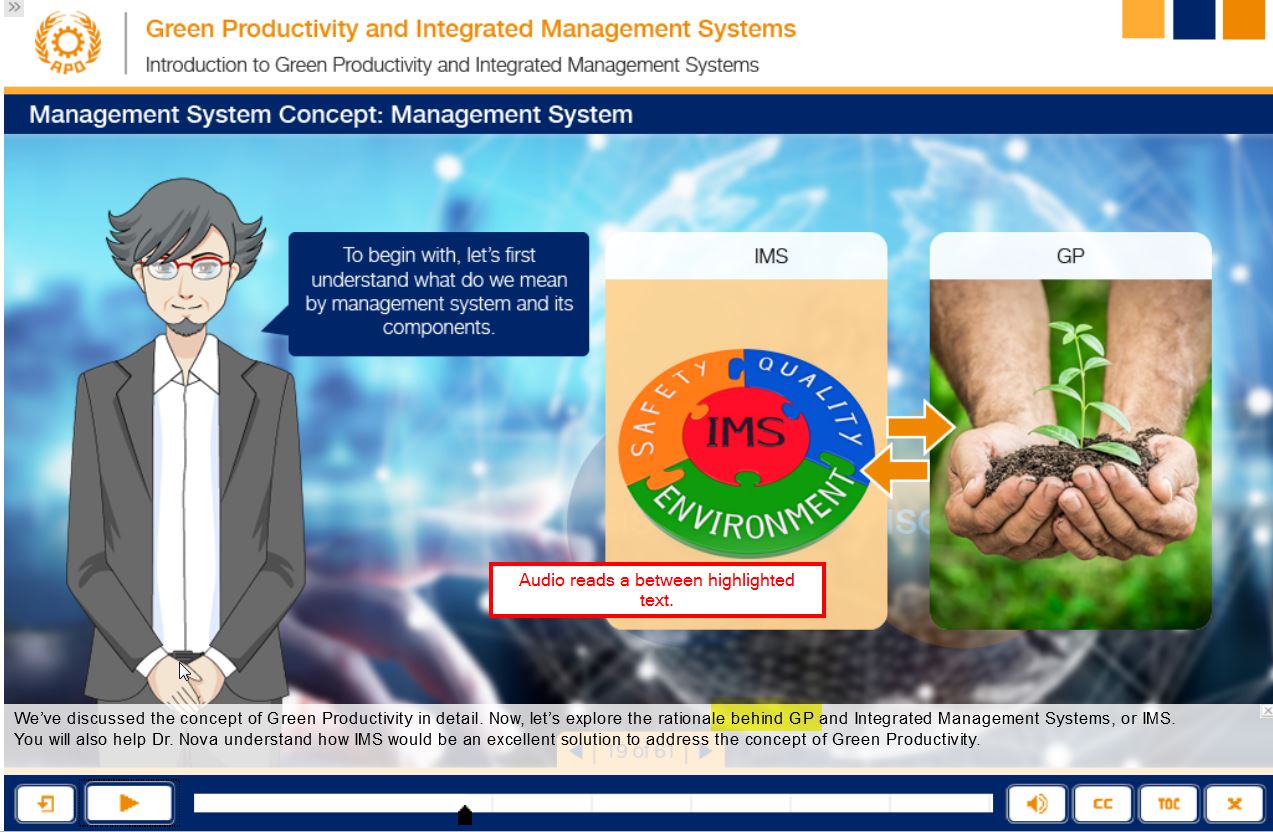 »
APO
Green Productivity and Integrated Management Systems
Introduction to Green Productivity and Integrated Management Systems
Management System Concept: Management System
To begin with, let's first
understand what do we mean
by management system and its
components.
IMS
GP
SAFETY
QUALITY
IMS
ENVIRONMENT
Audio reads a between highlighted
text.
We've discussed the concept of Green Productivity in detail. Now, let's explore the rationale behind GP and Integrated Management Systems, or IMS.
You will also help Dr. Nova understand how IMS would be an excellent solution to address the concept of Green Productivity.
19 of 61
CC
TOC